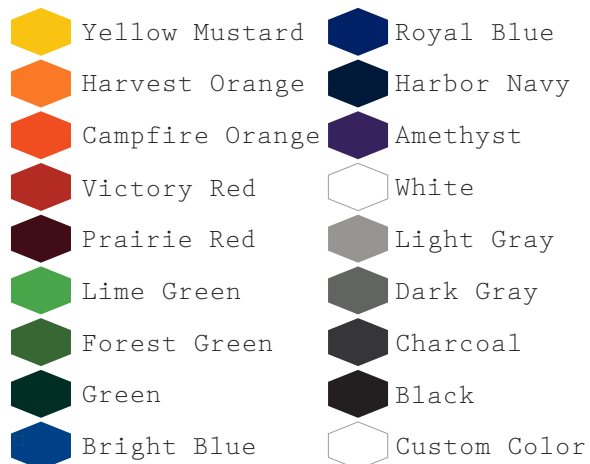 Yellow Mustard
Harvest Orange
Campfire Orange
Victory Red
Prairie Red
Lime Green
Forest Green
Green
Bright Blue
Royal Blue
Harbor Navy
Amethyst
White
Light Gray
Dark Gray
Charcoal
Black
Custom Color